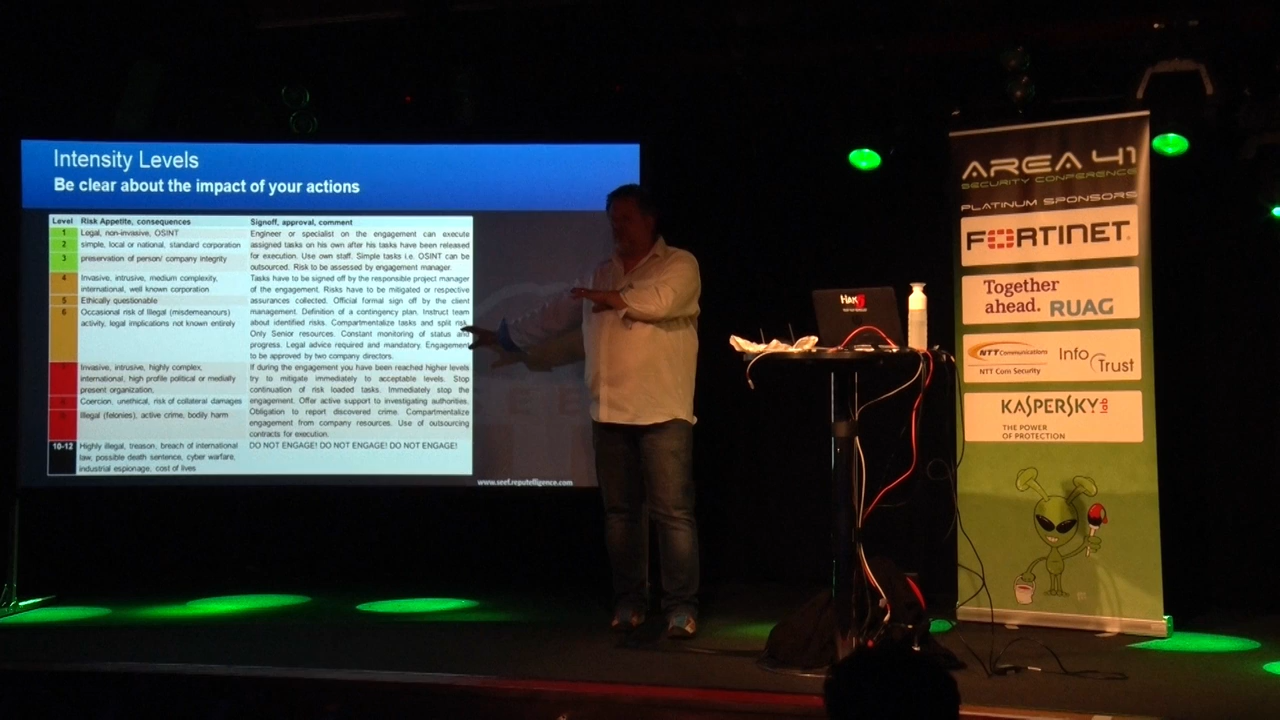 Intensity Levels
Be clear about the impact of your actions
Level Risk Appetite, consequences Signoff, approval, comment
1 Legal, non-invasive, OSINT
2 simple, local or national, standard corporation
3 preservation of person/ company integrity
Engineer or specialist on the engagement can execute
assigned tasks on his own after his tasks have been released
for execution. Use own staff. Simple tasks i.e. OSINT can be
outsourced. Risk to be assessed by engagement manager.
4 Invasive, intrusive, medium complexity,
international, well known corporation
5 Ethically questionable
6 Occasional risk of Illegal (misdemeanours)
activity, legal implications not known entirely
Tasks have to be signed off by the responsible project manager
of the engagement. Risks have to be mitigated or respective
assurances collected. Official formal sign off by the client
management. Definition of a contingency plan. Instruct team
about identified risks. Compartmentalize tasks and split risk.
Only Senior resources. Constant monitoring of status and
progress. Legal advice required and mandatory. Engagement
to be approved by two company directors.
Invasive, intrusive, highly complex,
international, high profile political or medially
present organization,
Coercion, unethical, risk of collateral damages
Illegal (felonies), active crime, bodily harm
If during the engagement you have been reached higher levels
try to mitigate immediately to acceptable levels. Stop
continuation of risk loaded tasks. Immediately stop the
engagement. Offer active support to investigating authorities.
Obligation to report discovered crime. Compartmentalize
engagement from company resources. Use of outsourcing
contracts for execution.
10-12 Highly illegal, treason, breach of international
law, possible death sentence, cyber warfare,
industrial espionage, cost of lives
DO NOT ENGAGE! DO NOT ENGAGE! DO NOT ENGAGE!
www.seef.reputelligence.com
HAK5
AREA 41
SECURITY CONFERENCE
PLATINUM SPONSORS
FORTINET
Together
ahead. RUAG
NTT Communications
NTT Com Security
InfoTrust
KASPERSKY lab
THE POWER
OF PROTECTION